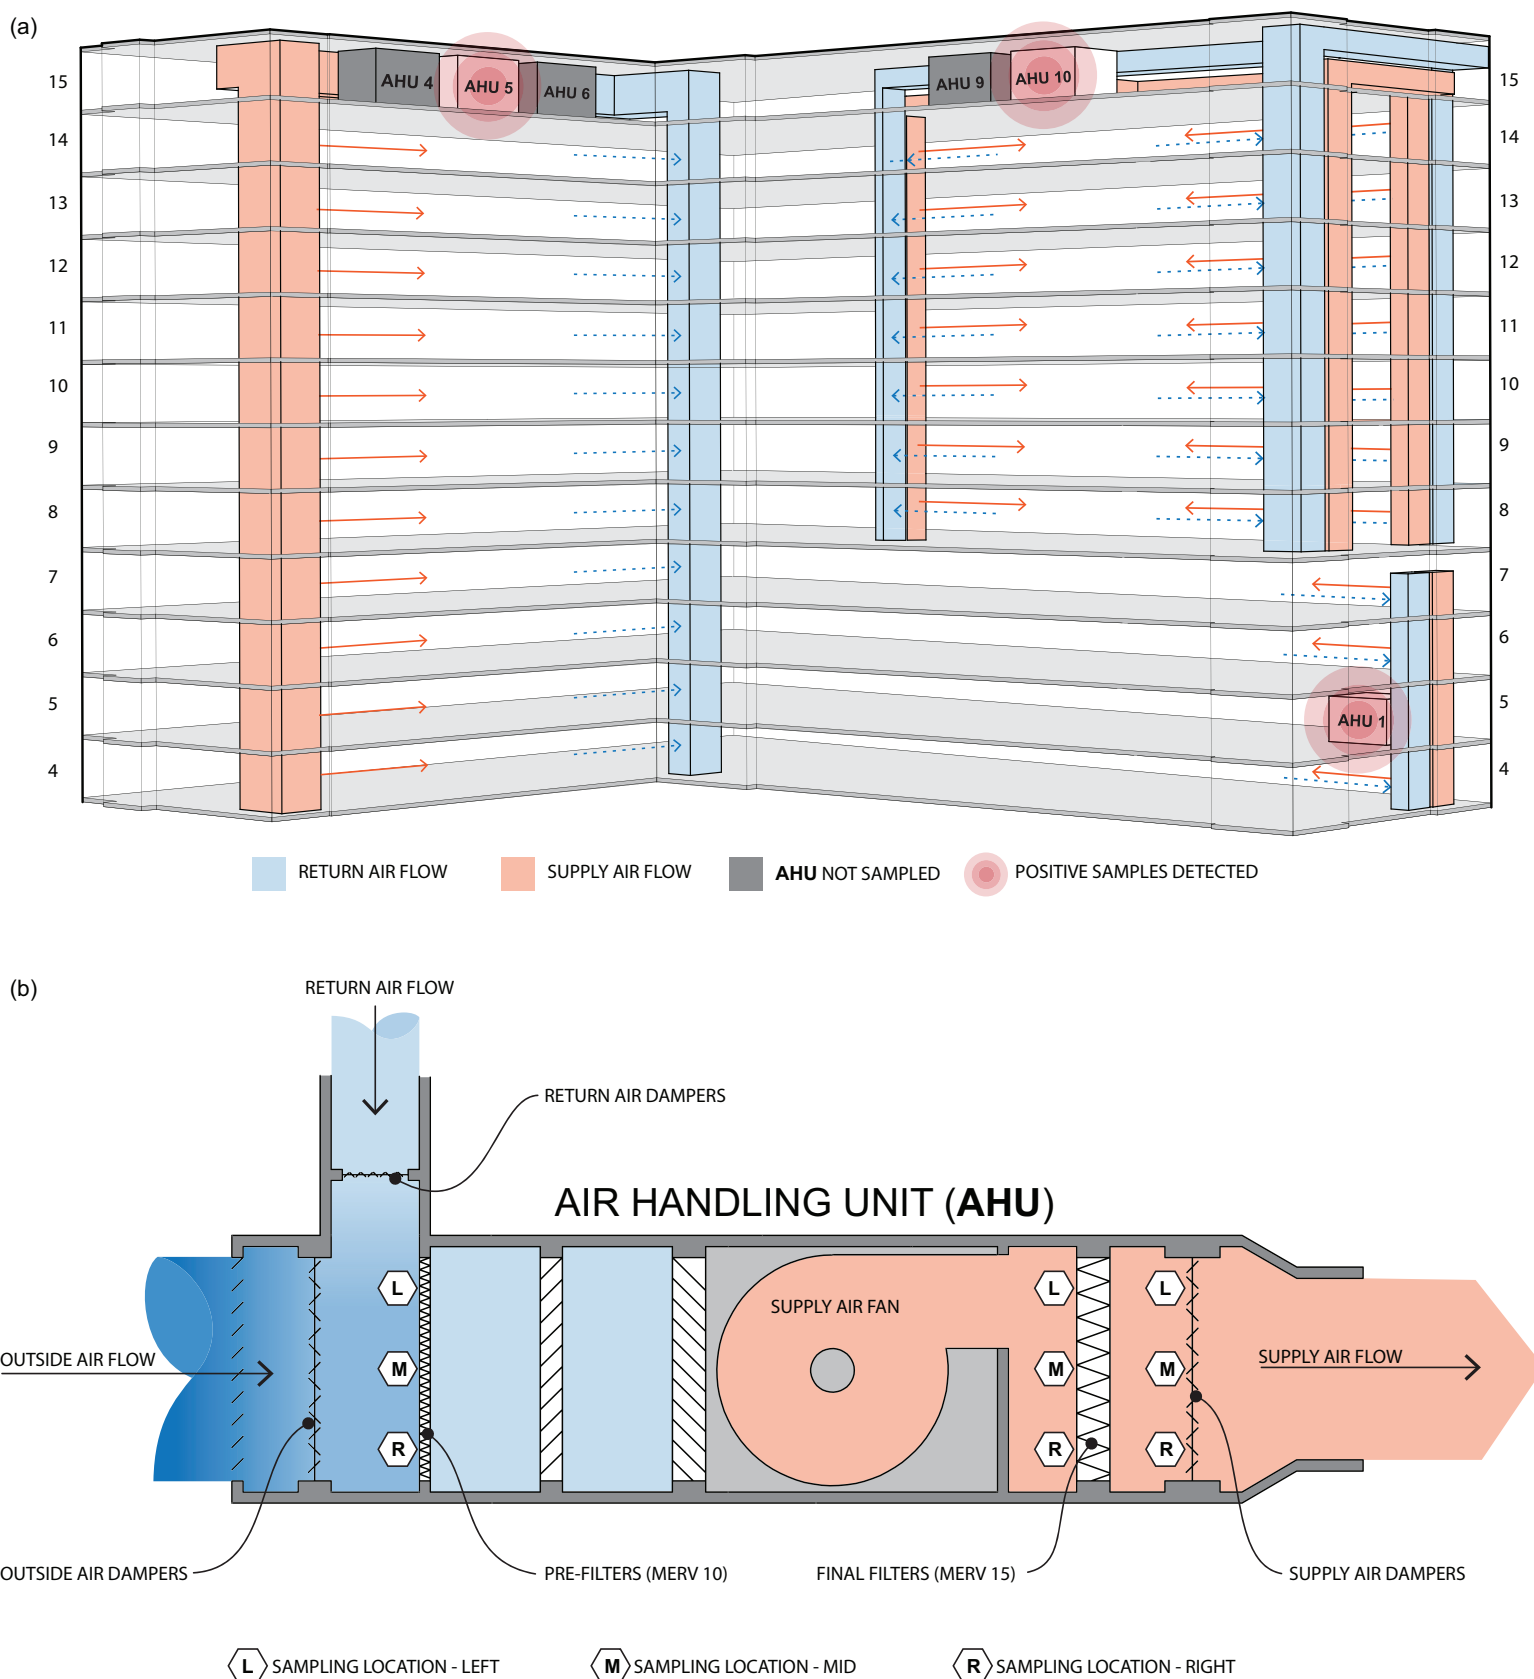 (a)
15
14
13
12
11
10
9
8
7
6
5
4
AHU 4
AHU 5
AHU 6
AHU 9
AHU 10
AHU 1
15
14
13
12
11
10
9
8
7
6
5
4
RETURN AIR FLOW
SUPPLY AIR FLOW
AHU NOT SAMPLED
POSITIVE SAMPLES DETECTED
(b)
RETURN AIR FLOW
RETURN AIR DAMPERS
AIR HANDLING UNIT (AHU)
L
L
L
SUPPLY AIR FAN
OUTSIDE AIR FLOW
M
M
M
SUPPLY AIR FLOW
R
R
R
OUTSIDE AIR DAMPERS
PRE-FILTERS (MERV 10)
FINAL FILTERS (MERV 15)
SUPPLY AIR DAMPERS
L SAMPLING LOCATION - LEFT
M SAMPLING LOCATION - MID
R SAMPLING LOCATION - RIGHT